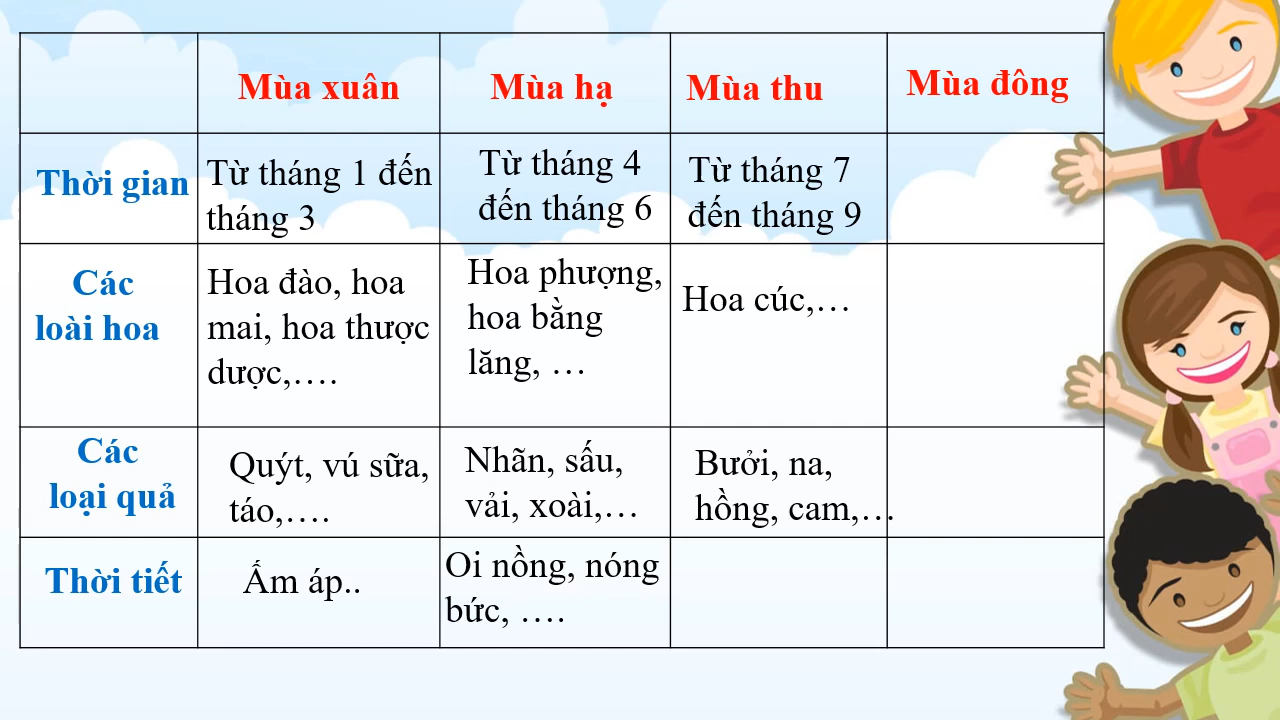 Mùa xuân
Mùa hạ
Mùa thu
Mùa đông
Thời gian
Từ tháng 1 đến
tháng 3
Từ tháng 4
đến tháng 6
Từ tháng 7
đến tháng 9
Các
loài hoa
Hoa đào, hoa
mai, hoa thược
dược,….
Hoa phượng,
hoa bằng
lăng, …
Hoa cúc,…
Các
loại quả
Quýt, vú sữa,
táo,….
Nhãn, sấu,
vải, xoài,…
Bưởi, na,
hồng, cam,…
Thời tiết
Ấm áp..
Oi nồng, nóng
bức, ….